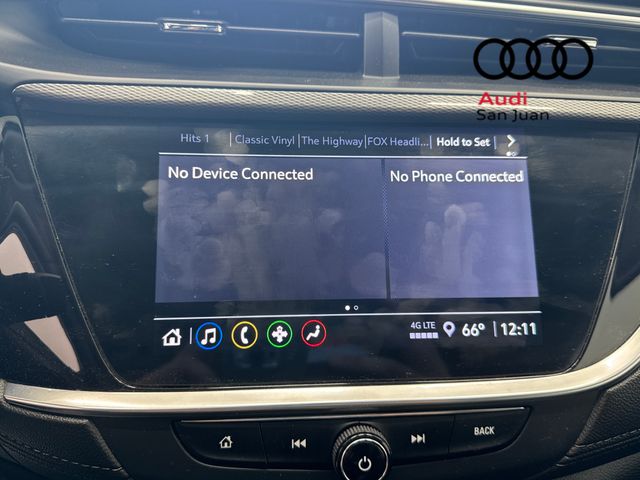 Audi
San Juan
Hits 1
Classic Vinyl
The Highway
FOX Headli...
Hold to Set
No Device Connected
No Phone Connected
4G LTE
66°
12:11
BACK